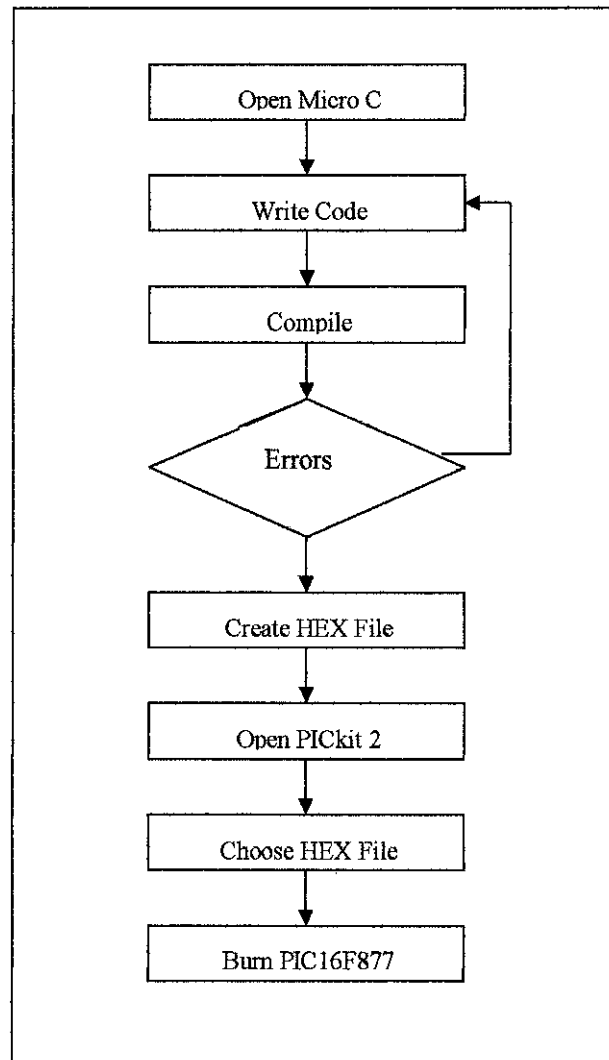 Open Micro C
Write Code
Compile
Errors
Create HEX File
Open PICkit 2
Choose HEX File
Burn PIC16F877